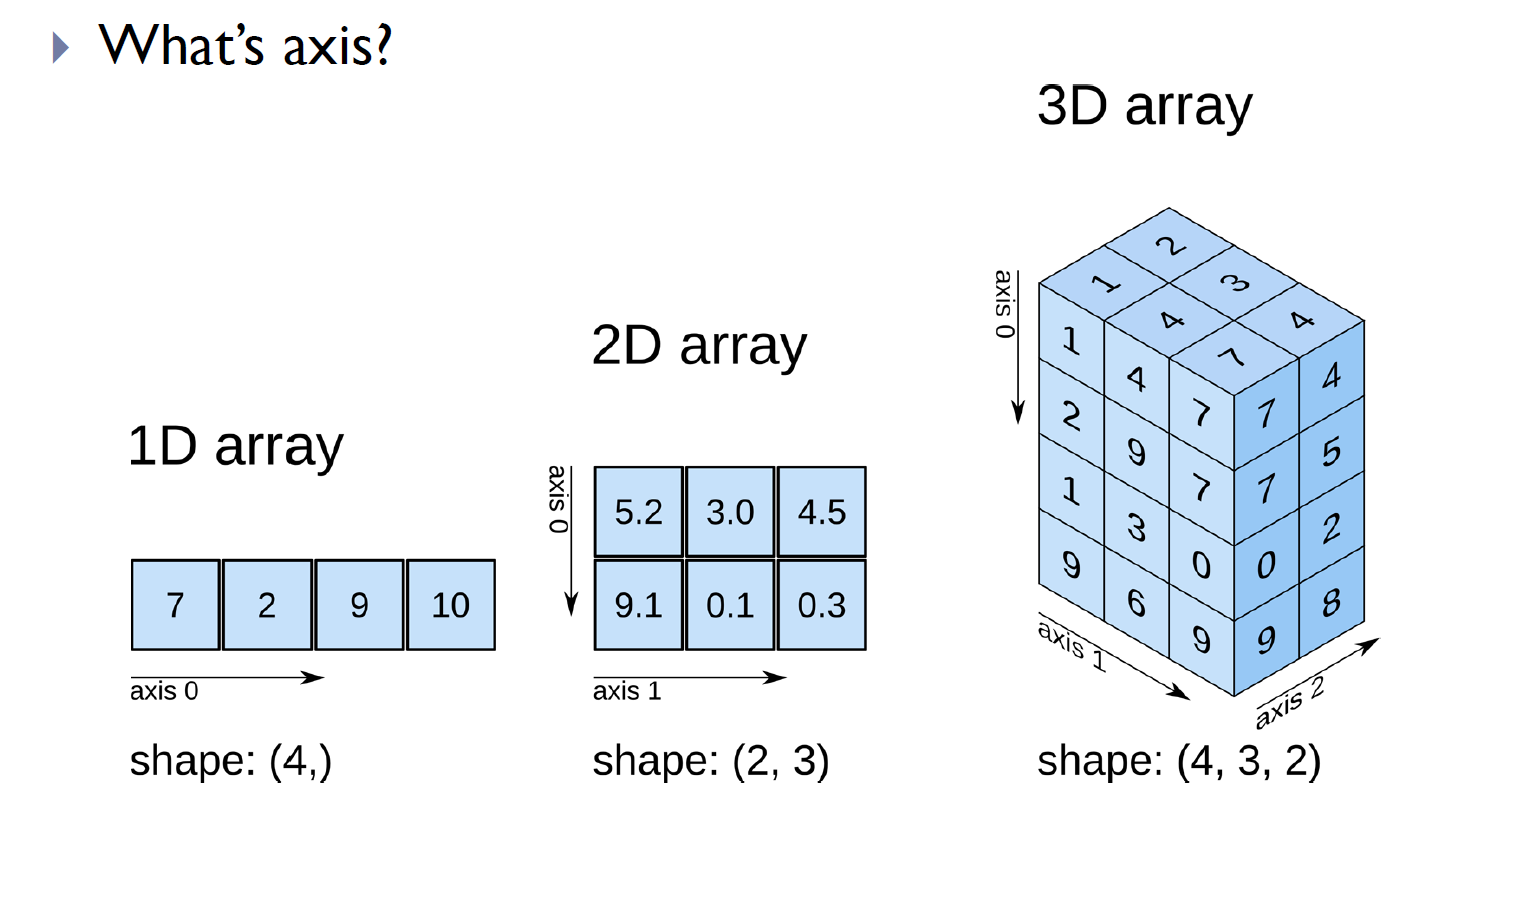 What's axis?
1D array
7 2 9 10
axis 0
shape: (4,)
2D array
axis 0
5.2 3.0 4.5
9.1 0.1 0.3
axis 1
shape: (2, 3)
3D array
axis 0
2
1 3
4 4
7
1 4 7 7 4
2 9 7 7 5
1 3 0 0 2
9 6 9 9 8
axis 1
axis 2
shape: (4, 3, 2)